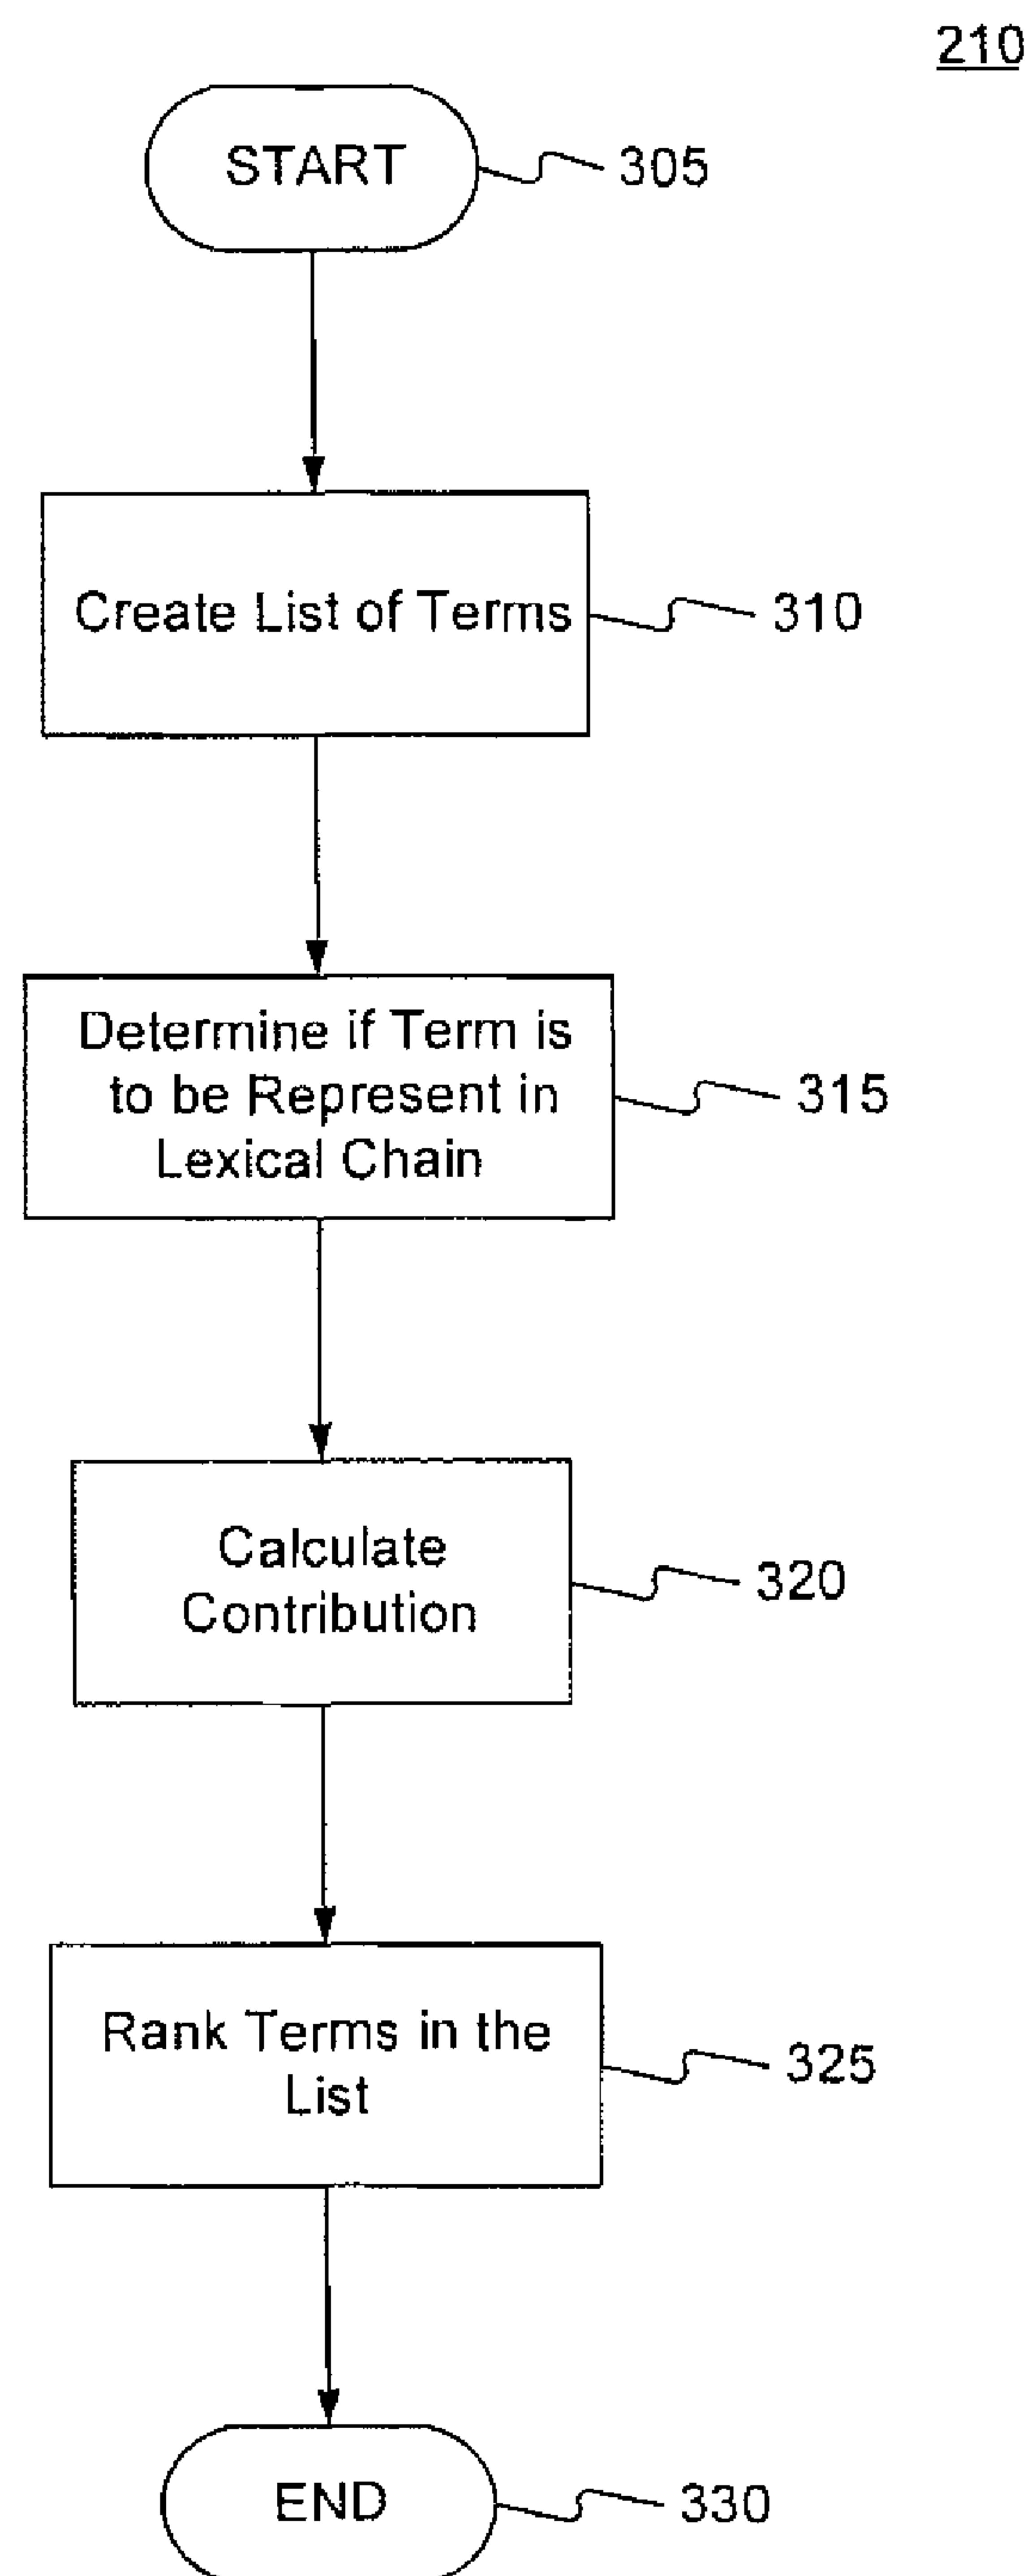 210
START
305
Create List of Terms
310
Determine if Term is
to be Represent in
Lexical Chain
315
Calculate
Contribution
320
Rank Terms in the
List
325
END
330